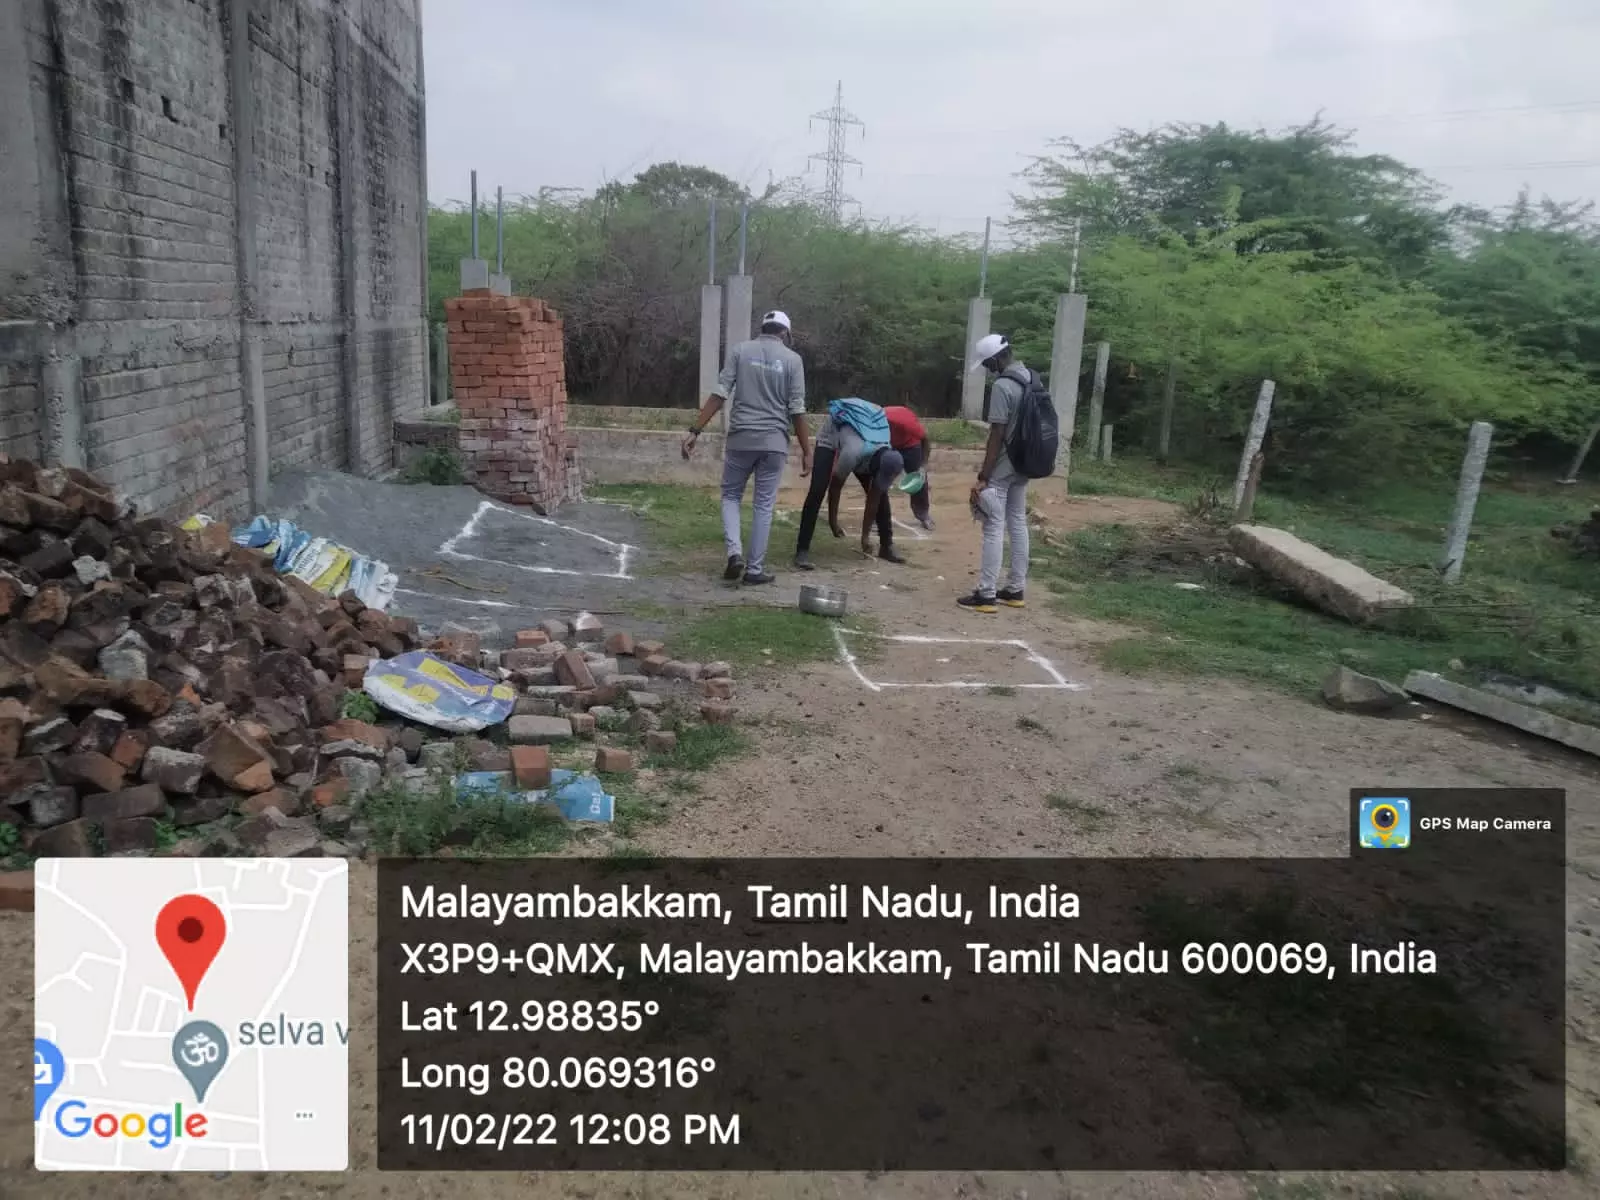 GPS Map Camera
Malayambakkam, Tamil Nadu, India
X3P9+QMX, Malayambakkam, Tamil Nadu 600069, India
Lat 12.98835°
Long 80.069316°
11/02/22 12:08 PM
selva v
Google